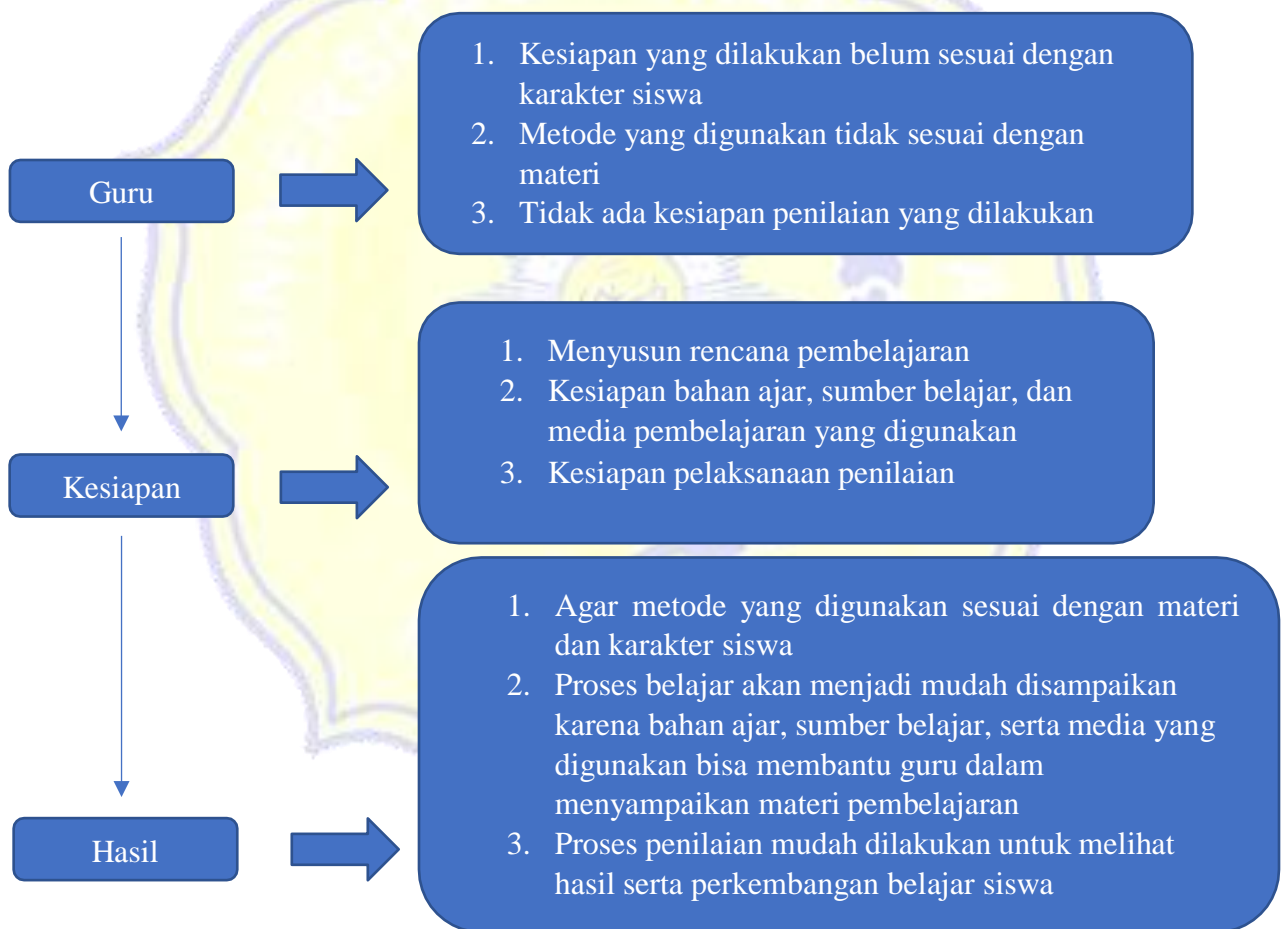 1. Kesiapan yang dilakukan belum sesuai dengan
karakter siswa
2. Metode yang digunakan tidak sesuai dengan
materi
3. Tidak ada kesiapan penilaian yang dilakukan
Guru
1. Menyusun rencana pembelajaran
2. Kesiapan bahan ajar, sumber belajar, dan
media pembelajaran yang digunakan
3. Kesiapan pelaksanaan penilaian
Kesiapan
1. Agar metode yang digunakan sesuai dengan materi
dan karakter siswa
2. Proses belajar akan menjadi mudah disampaikan
karena bahan ajar, sumber belajar, serta media yang
digunakan bisa membantu guru dalam
menyampaikan materi pembelajaran
3. Proses penilaian mudah dilakukan untuk melihat
hasil serta perkembangan belajar siswa
Hasil